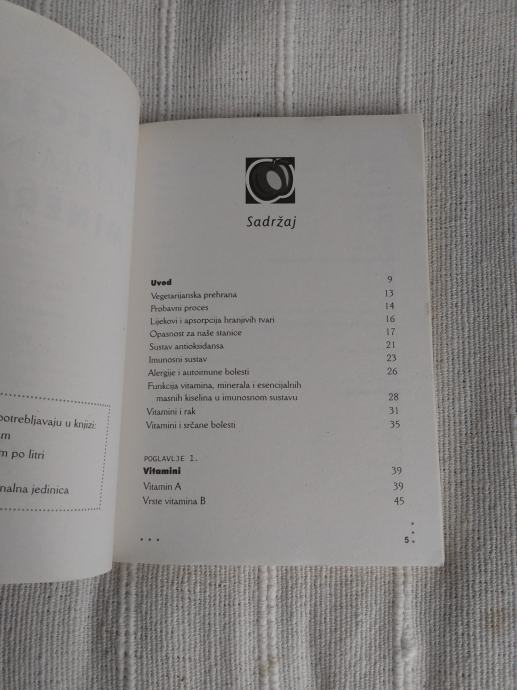 potrebljavaju u knjizi:
m po litri
nalna jedinica
Sadržaj
Uvod 9
Vegetarijanska prehrana 13
Probavni proces 14
Lijekovi i apsorpcija hranjivih tvari 16
Opasnost za naše stanice 17
Sustav antioksidansa 21
Imunosni sustav 23
Alergije i autoimune bolesti 26
Funkcija vitamina, minerala i esencijalnih
masnih kiselina u imunosnom sustavu 28
Vitamini i rak 31
Vitamini i srčane bolesti 35
POGLAVLJE 1.
Vitamini 39
Vitamin A 39
Vrste vitamina B 45
5